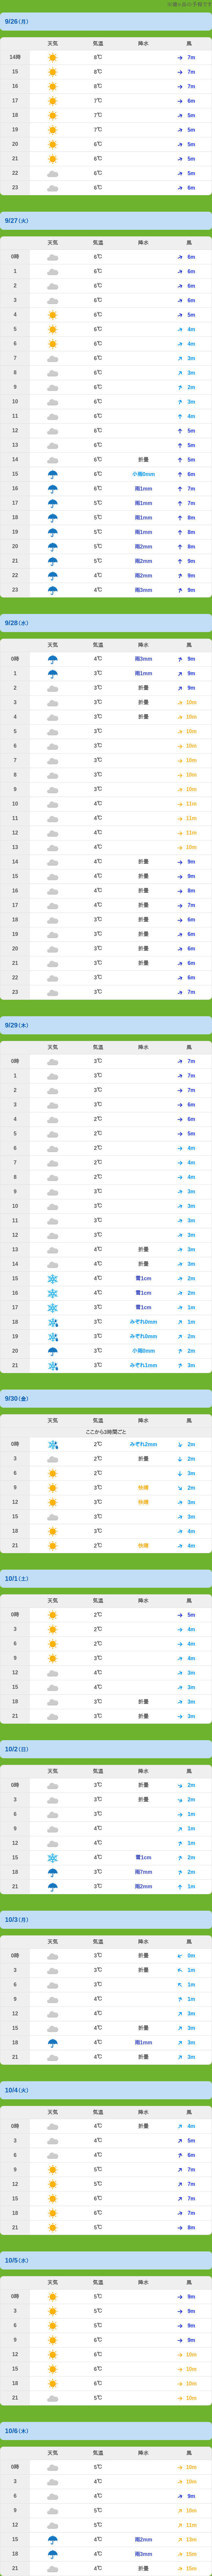 9/26(月)
天気 気温 降水 風
14時 8℃ 7m
15 8℃ 7m
16 8℃ 7m
17 7℃ 6m
18 7℃ 5m
19 7℃ 5m
20 6℃ 5m
21 6℃ 5m
22 6℃ 5m
23 6℃ 6m
9/27(火)
天気 気温 降水 風
0時 6℃ 6m
1 6℃ 6m
2 6℃ 6m
3 6℃ 6m
4 6℃ 5m
5 6℃ 4m
6 6℃ 4m
7 6℃ 3m
8 6℃ 3m
9 6℃ 2m
10 6℃ 3m
11 6℃ 4m
12 6℃ 5m
13 6℃ 5m
14 6℃ 折畳 5m
15 6℃ 小雨0mm 6m
16 6℃ 雨1mm 7m
17 5℃ 雨1mm 7m
18 5℃ 雨1mm 8m
19 5℃ 雨1mm 8m
20 5℃ 雨2mm 8m
21 5℃ 雨2mm 9m
22 4℃ 雨2mm 9m
23 4℃ 雨3mm 9m
9/28(水)
天気 気温 降水 風
0時 4℃ 雨3mm 9m
1 3℃ 雨1mm 9m
2 3℃ 折畳 9m
3 3℃ 折畳 10m
4 3℃ 折畳 10m
5 3℃ 10m
6 3℃ 10m
7 3℃ 10m
8 3℃ 10m
9 3℃ 10m
10 4℃ 11m
11 4℃ 11m
12 4℃ 11m
13 4℃ 10m
14 4℃ 折畳 9m
15 4℃ 折畳 9m
16 4℃ 折畳 8m
17 4℃ 折畳 7m
18 3℃ 折畳 6m
19 3℃ 折畳 6m
20 3℃ 折畳 6m
21 3℃ 折畳 6m
22 3℃ 6m
23 3℃ 7m
9/29(木)
天気 気温 降水 風
0時 3℃ 7m
1 3℃ 7m
2 3℃ 7m
3 3℃ 6m
4 2℃ 6m
5 2℃ 5m
6 2℃ 4m
7 2℃ 4m
8 2℃ 4m
9 3℃ 3m
10 3℃ 3m
11 3℃ 3m
12 3℃ 3m
13 4℃ 折畳 3m
14 4℃ 折畳 3m
15 4℃ 雪1cm 2m
16 4℃ 雪1cm 2m
17 3℃ 雪1cm 1m
18 3℃ みぞれ0mm 1m
19 3℃ みぞれ0mm 2m
20 3℃ 小雨0mm 2m
21 3℃ みぞれ1mm 3m
9/30(金)
天気 気温 降水 風
ここから3時間ごと
0時 2℃ みぞれ2mm 2m
3 2℃ 折畳 2m
6 2℃ 3m
9 3℃ 快晴 2m
12 3℃ 快晴 3m
15 3℃ 3m
18 3℃ 4m
21 2℃ 快晴 4m
10/1(土)
天気 気温 降水 風
0時 2℃ 5m
3 2℃ 4m
6 2℃ 4m
9 3℃ 4m
12 4℃ 3m
15 4℃ 3m
18 3℃ 折畳 3m
21 3℃ 折畳 3m
10/2(日)
天気 気温 降水 風
0時 3℃ 折畳 2m
3 3℃ 折畳 2m
6 3℃ 1m
9 4℃ 1m
12 4℃ 1m
15 4℃ 雪1cm 2m
18 3℃ 雨7mm 2m
21 3℃ 雨2mm 1m
10/3(月)
天気 気温 降水 風
0時 3℃ 折畳 0m
3 3℃ 折畳 1m
6 3℃ 1m
9 4℃ 1m
12 4℃ 3m
15 4℃ 折畳 3m
18 4℃ 雨1mm 3m
21 3℃ 折畳 3m
10/4(火)
天気 気温 降水 風
0時 4℃ 折畳 4m
3 4℃ 5m
6 4℃ 6m
9 5℃ 7m
12 5℃ 7m
15 6℃ 7m
18 6℃ 7m
21 5℃ 8m
10/5(水)
天気 気温 降水 風
0時 5℃ 9m
3 5℃ 9m
6 5℃ 9m
9 6℃ 9m
12 6℃ 10m
15 6℃ 10m
18 6℃ 10m
21 5℃ 10m
10/6(木)
天気 気温 降水 風
0時 5℃ 10m
3 4℃ 10m
6 4℃ 9m
9 5℃ 10m
12 5℃ 11m
15 4℃ 雨2mm 13m
18 4℃ 雨3mm 15m
21 4℃ 折畳 15m